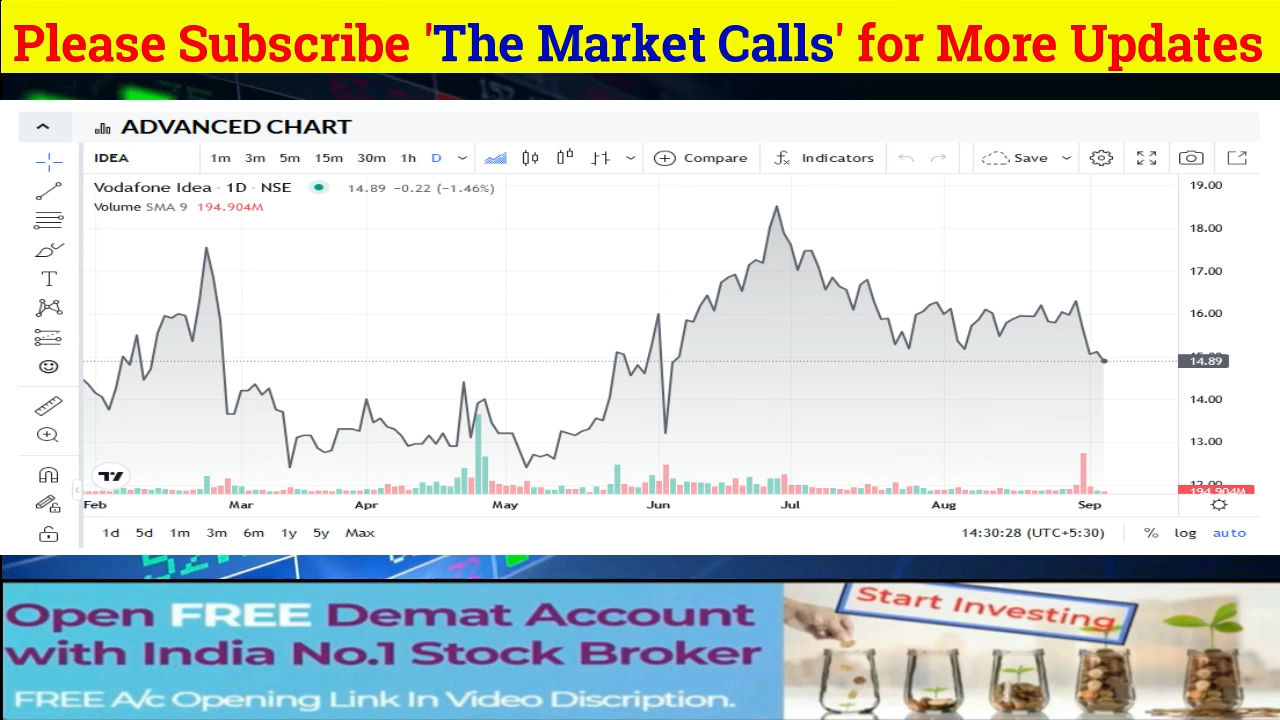 Please Subscribe 'The Market Calls' for More Updates
ADVANCED CHART
IDEA 1m 3m 5m 15m 30m 1h D Compare Indicators Save
Vodafone Idea · 1D · NSE 14.89 −0.22 (−1.46%)
Volume SMA 9 194.904M
19.00
18.00
17.00
16.00
14.89
14.00
13.00
12.00
194.904M
Feb Mar Apr May Jun Jul Aug Sep
1d 5d 1m 3m 6m 1y 5y Max 14:30:28 (UTC+5:30) % log auto
Open FREE Demat Account
with India No.1 Stock Broker
FREE A/c Opening Link In Video Discription.
Start Investing